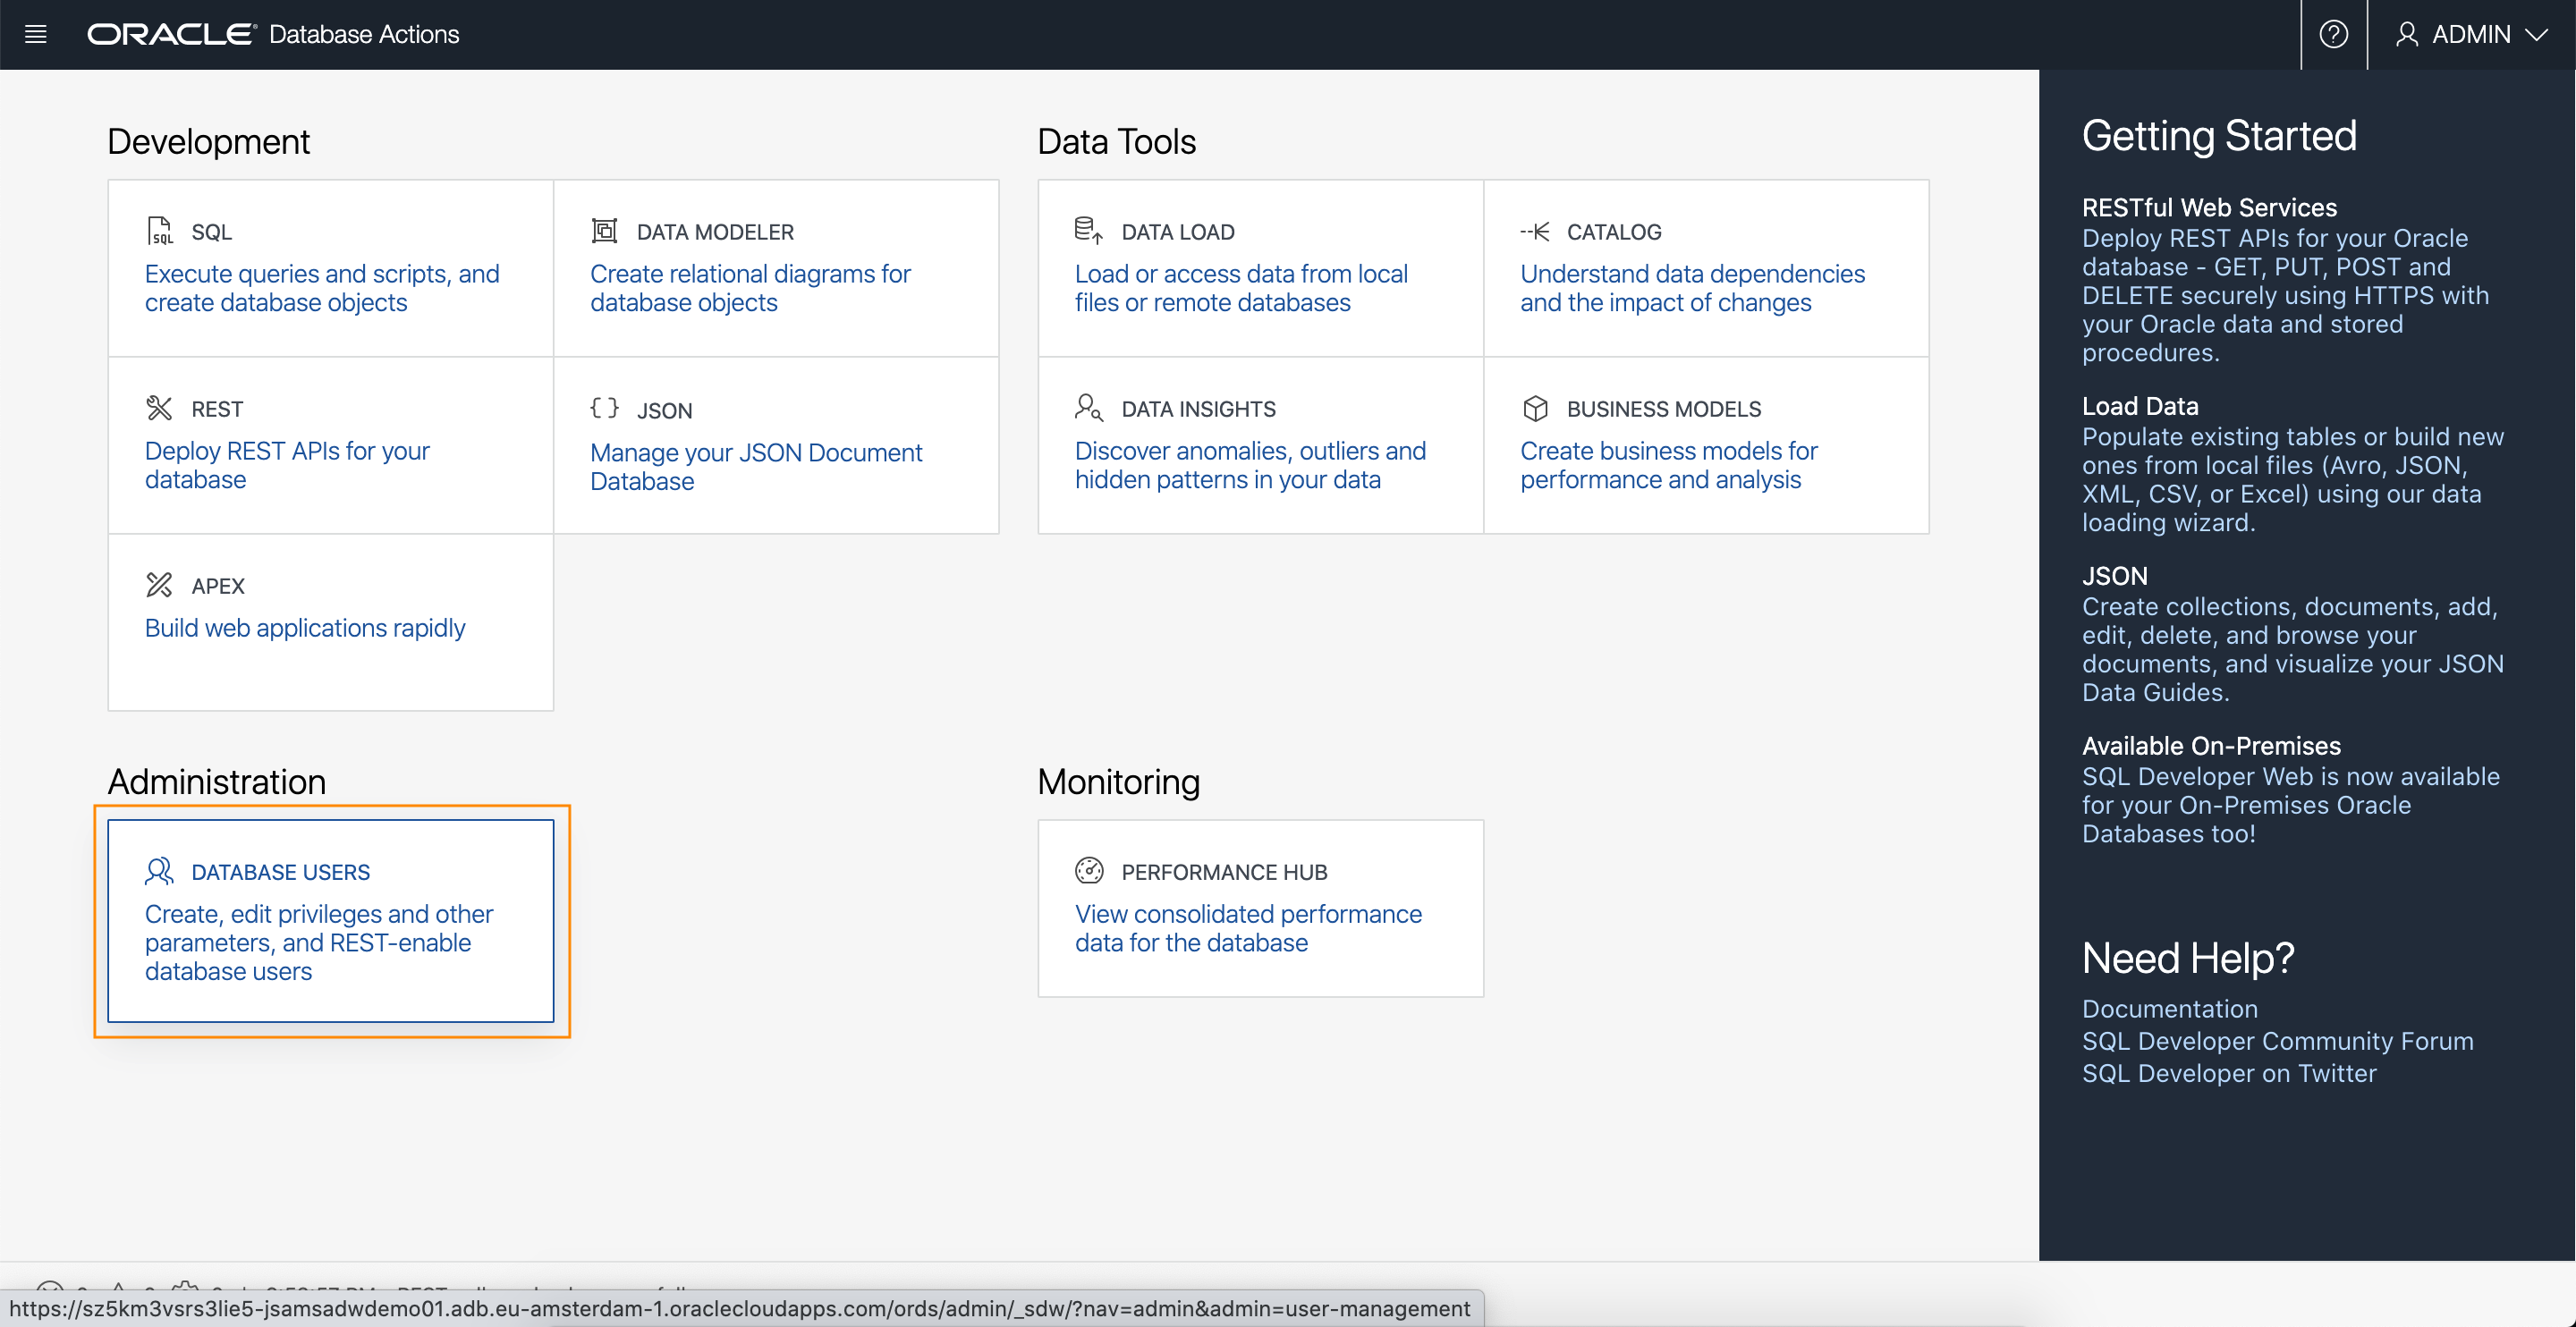 ORACLE® Database Actions
ADMIN
Development
SQL
Execute queries and scripts, and
create database objects
DATA MODELER
Create relational diagrams for
database objects
REST
Deploy REST APIs for your
database
JSON
Manage your JSON Document
Database
APEX
Build web applications rapidly
Data Tools
DATA LOAD
Load or access data from local
files or remote databases
CATALOG
Understand data dependencies
and the impact of changes
DATA INSIGHTS
Discover anomalies, outliers and
hidden patterns in your data
BUSINESS MODELS
Create business models for
performance and analysis
Administration
DATABASE USERS
Create, edit privileges and other
parameters, and REST-enable
database users
Monitoring
PERFORMANCE HUB
View consolidated performance
data for the database
Getting Started
RESTful Web Services
Deploy REST APIs for your Oracle
database - GET, PUT, POST and
DELETE securely using HTTPS with
your Oracle data and stored
procedures.
Load Data
Populate existing tables or build new
ones from local files (Avro, JSON,
XML, CSV, or Excel) using our data
loading wizard.
JSON
Create collections, documents, add,
edit, delete, and browse your
documents, and visualize your JSON
Data Guides.
Available On-Premises
SQL Developer Web is now available
for your On-Premises Oracle
Databases too!
Need Help?
Documentation
SQL Developer Community Forum
SQL Developer on Twitter
https://sz5km3vsrs3lie5-jsamsadwdemo01.adb.eu-amsterdam-1.oraclecloudapps.com/ords/admin/_sdw/?nav=admin&admin=user-management